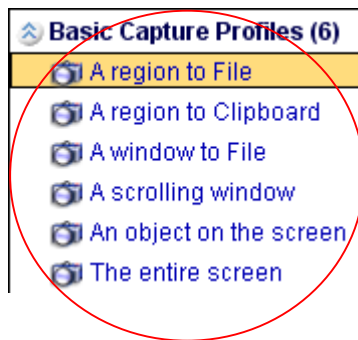 Basic Capture Profiles (6)
A region to File
A region to Clipboard
A window to File
A scrolling window
An object on the screen
The entire screen